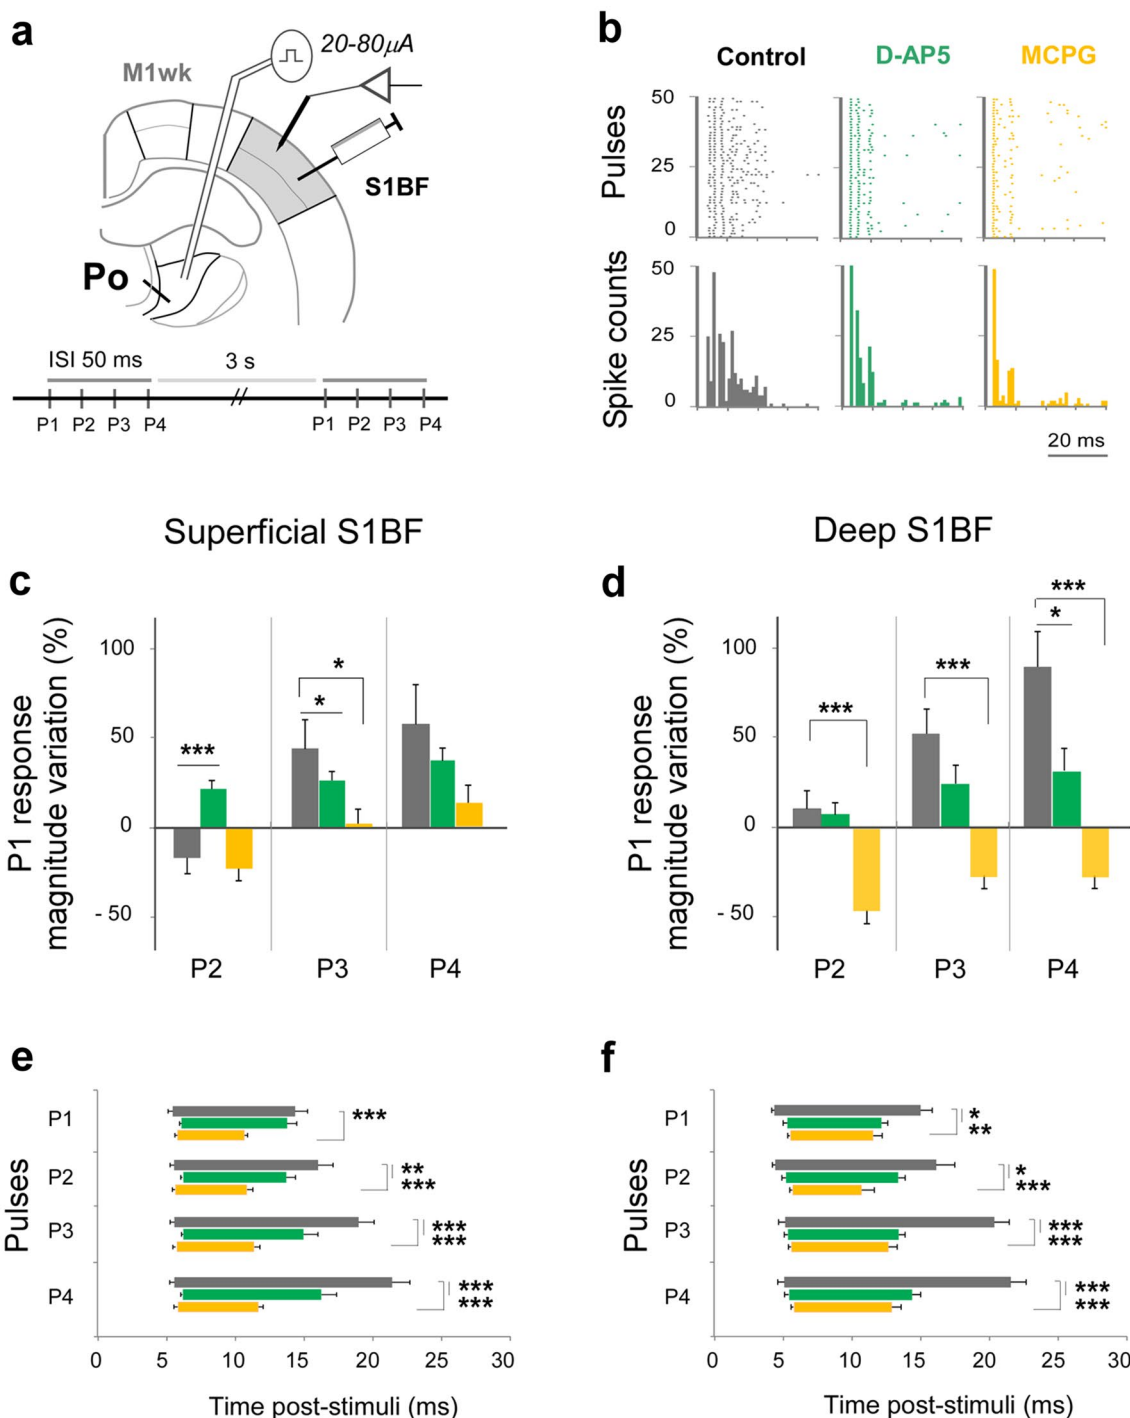 a
20-80µA
M1wk
S1BF
Po
ISI 50 ms
3 s
P1 P2 P3 P4
P1 P2 P3 P4
b
Control
D-AP5
MCPG
Pulses
50
25
0
Spike counts
50
25
0
20 ms
Superficial S1BF
c
P1 response
magnitude variation (%)
100
50
0
- 50
***
*
*
P2
P3
P4
Deep S1BF
d
P1 response
magnitude variation (%)
100
50
0
- 50
***
***
***
*
P2
P3
P4
e
Pulses
P1
***
P2
**
***
P3
***
***
P4
***
***
0 5 10 15 20 25 30
Time post-stimuli (ms)
f
Pulses
P1
*
**
P2
*
***
P3
***
***
P4
***
***
0 5 10 15 20 25 30
Time post-stimuli (ms)